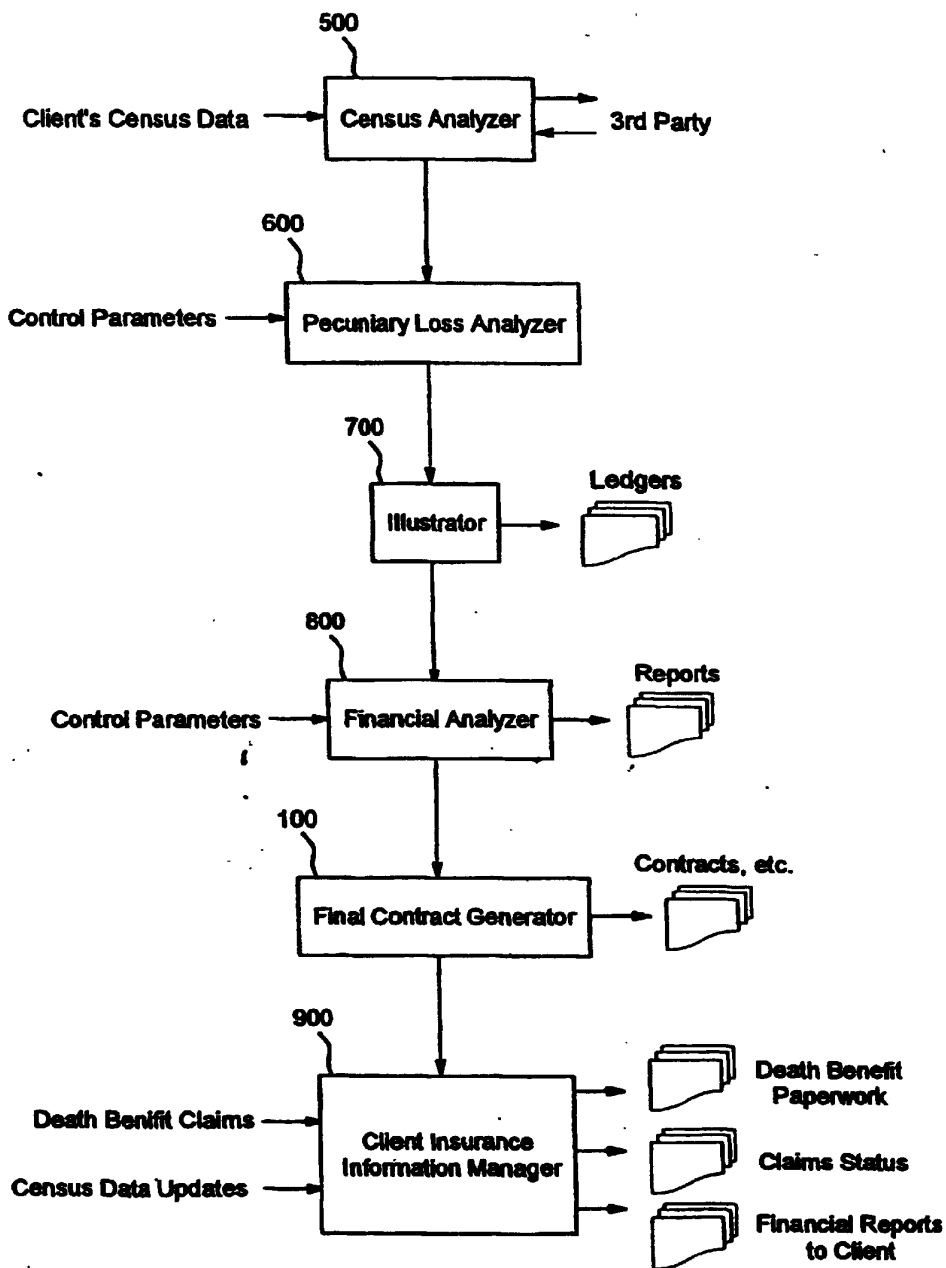 500
Client's Census Data
Census Analyzer
3rd Party
600
Control Parameters
Pecuniary Loss Analyzer
700
Illustrator
Ledgers
800
Control Parameters
Financial Analyzer
Reports
100
Final Contract Generator
Contracts, etc.
900
Death Benifit Claims
Census Data Updates
Client Insurance
Information Manager
Death Benefit
Paperwork
Claims Status
Financial Reports
to Client